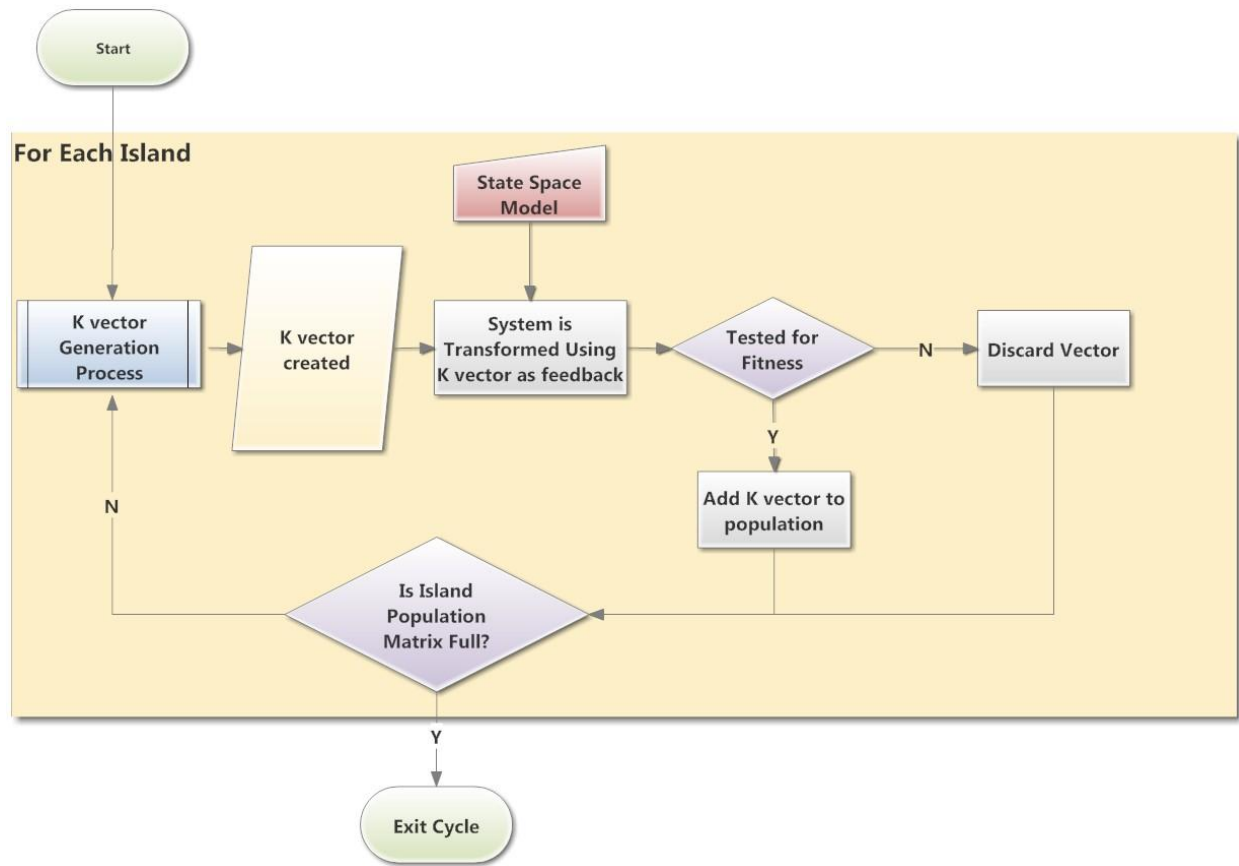 Start
For Each Island
State Space
Model
K vector
Generation
Process
K vector
created
System is
Transformed Using
K vector as feedback
Tested for
Fitness
N
Discard Vector
Y
Add K vector to
population
N
Is Island
Population
Matrix Full?
Y
Exit Cycle